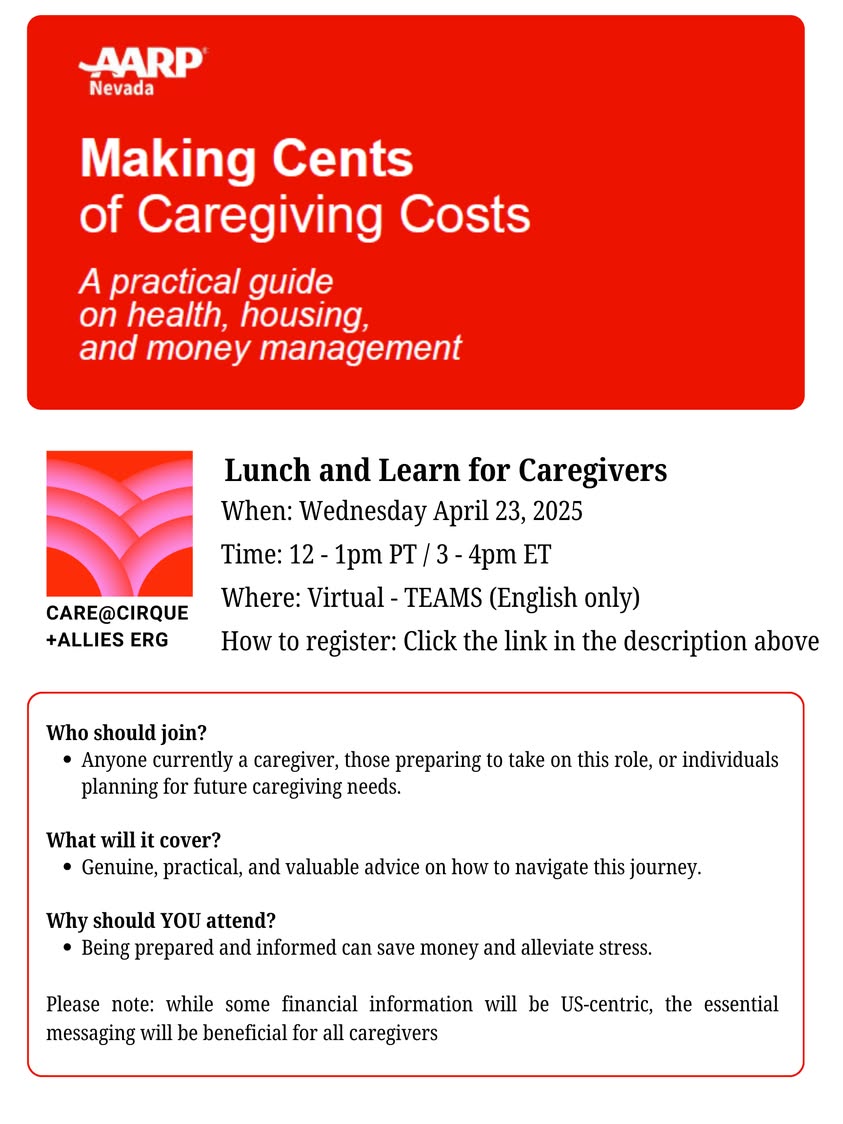 AARP®
Nevada
Making Cents
of Caregiving Costs
A practical guide
on health, housing,
and money management
Lunch and Learn for Caregivers
When: Wednesday April 23, 2025
Time: 12 - 1pm PT / 3 - 4pm ET
Where: Virtual - TEAMS (English only)
How to register: Click the link in the description above
CARE@CIRQUE
+ALLIES ERG
Who should join?
• Anyone currently a caregiver, those preparing to take on this role, or individuals
planning for future caregiving needs.
What will it cover?
• Genuine, practical, and valuable advice on how to navigate this journey.
Why should YOU attend?
• Being prepared and informed can save money and alleviate stress.
Please note: while some financial information will be US-centric, the essential
messaging will be beneficial for all caregivers